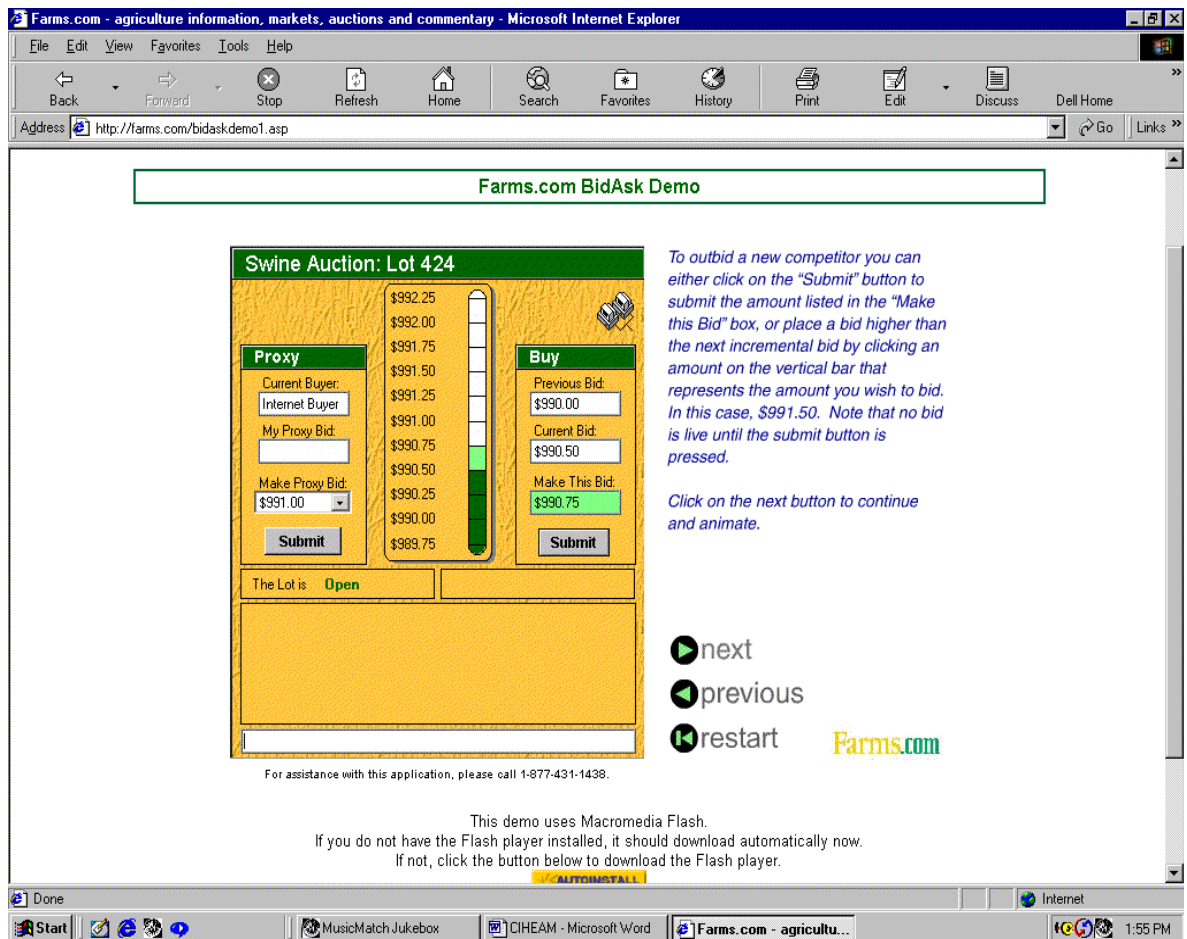 Farms.com - agriculture information, markets, auctions and commentary - Microsoft Internet Explorer
File Edit View Favorites Tools Help
Back Forward Stop Refresh Home Search Favorites History Print Edit Discuss Dell Home
Address http://farms.com/bidaskdemo1.asp Go Links
Farms.com BidAsk Demo
Swine Auction: Lot 424
$992.25
$992.00
$991.75
$991.50
$991.25
$991.00
$990.75
$990.50
$990.25
$990.00
$989.75
Proxy
Current Buyer:
Internet Buyer
My Proxy Bid:
Make Proxy Bid:
$991.00
Submit
Buy
Previous Bid:
$990.00
Current Bid:
$990.50
Make This Bid:
$990.75
Submit
The Lot is Open
To outbid a new competitor you can
either click on the “Submit” button to
submit the amount listed in the “Make
this Bid” box, or place a bid higher than
the next incremental bid by clicking an
amount on the vertical bar that
represents the amount you wish to bid.
In this case, $991.50. Note that no bid
is live until the submit button is
pressed.
Click on the next button to continue
and animate.
next
previous
restart
Farms.com
For assistance with this application, please call 1-877-431-1438.
This demo uses Macromedia Flash.
If you do not have the Flash player installed, it should download automatically now.
If not, click the button below to download the Flash player.
AUTOINSTALL
Done Internet
Start MusicMatch Jukebox CIHEAM - Microsoft Word Farms.com - agricultu... 1:55 PM